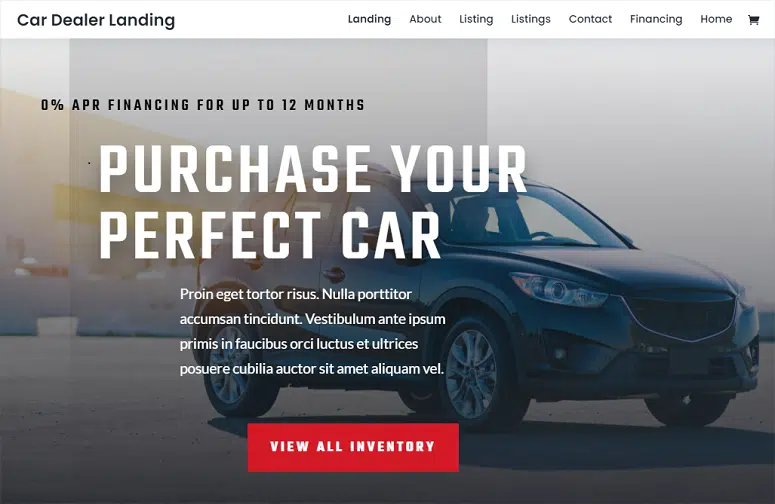 Car Dealer Landing
Landing About Listing Listings Contact Financing Home
0% APR FINANCING FOR UP TO 12 MONTHS
PURCHASE YOUR
PERFECT CAR
Proin eget tortor risus. Nulla porttitor
accumsan tincidunt. Vestibulum ante ipsum
primis in faucibus orci luctus et ultrices
posuere cubilia auctor sit amet aliquam vel.
VIEW ALL INVENTORY